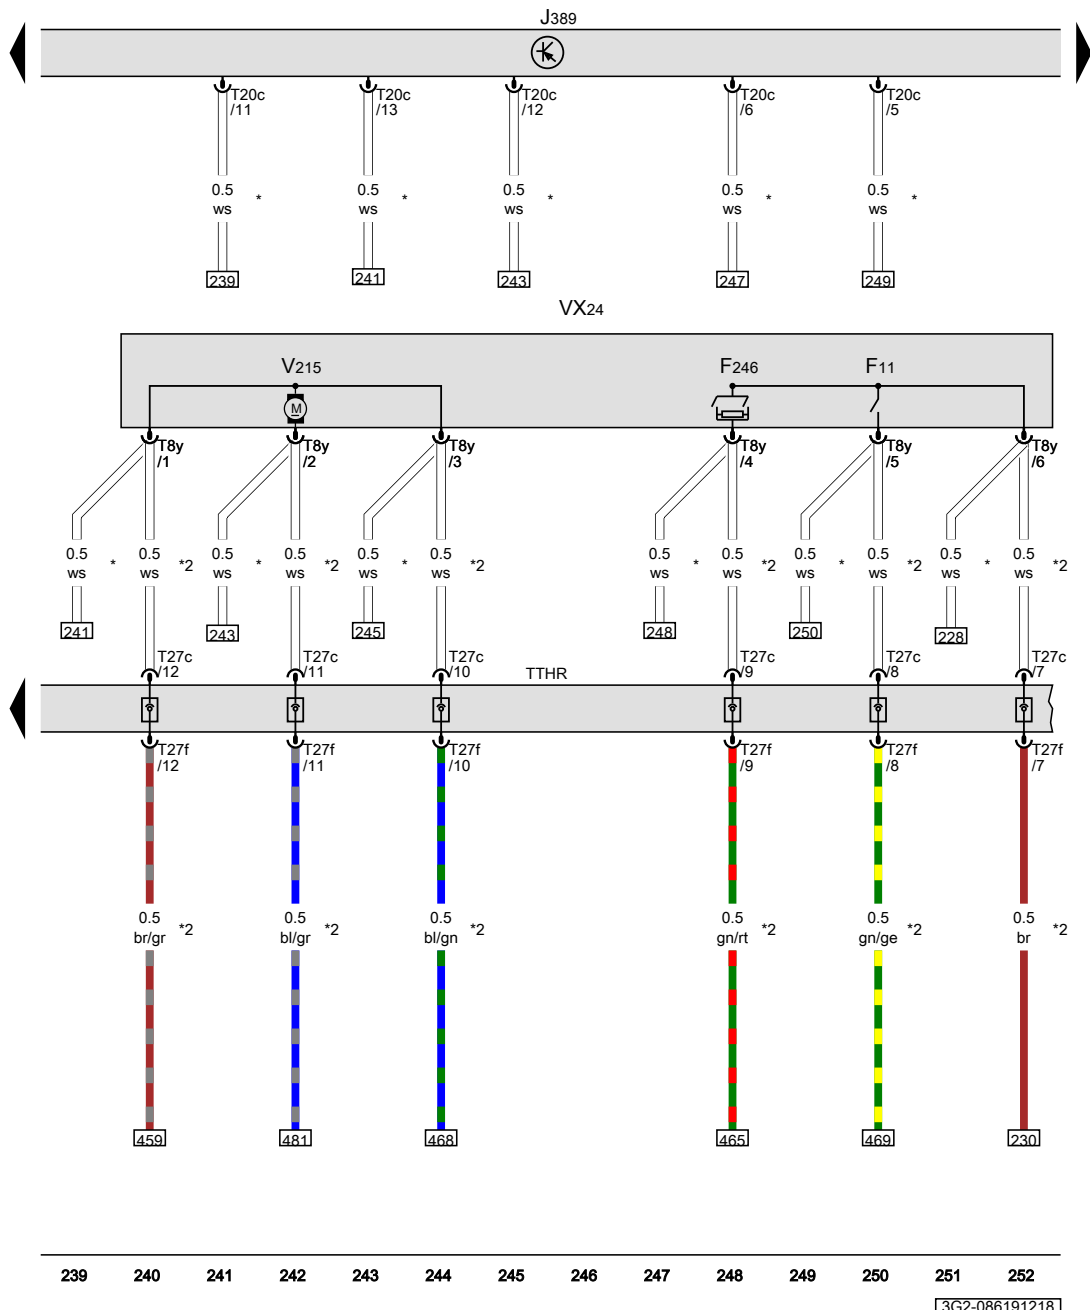 J389
T20c T20c T20c T20c T20c
/11 /13 /12 /6 /5
0.5 0.5 0.5 0.5 0.5
ws * ws * ws * ws * ws *
239 241 243 247 249
VX24
V215 F246 F11
M
T8y T8y T8y T8y T8y T8y
/1 /2 /3 /4 /5 /6
0.5 0.5 0.5 0.5 0.5 0.5 0.5 0.5 0.5 0.5 0.5 0.5
ws * ws *2 ws * ws *2 ws * ws *2 ws * ws *2 ws * ws *2 ws * ws *2
241 243 245 248 250 228
T27c T27c T27c TTHR T27c T27c T27c
/12 /11 /10 /9 /8 /7
T27f T27f T27f T27f T27f T27f
/12 /11 /10 /9 /8 /7
0.5 0.5 0.5 0.5 0.5 0.5
br/gr *2 bl/gr *2 bl/gn *2 gn/rt *2 gn/ge *2 br *2
459 481 468 465 469 230
239 240 241 242 243 244 245 246 247 248 249 250 251 252
3G2-086191218